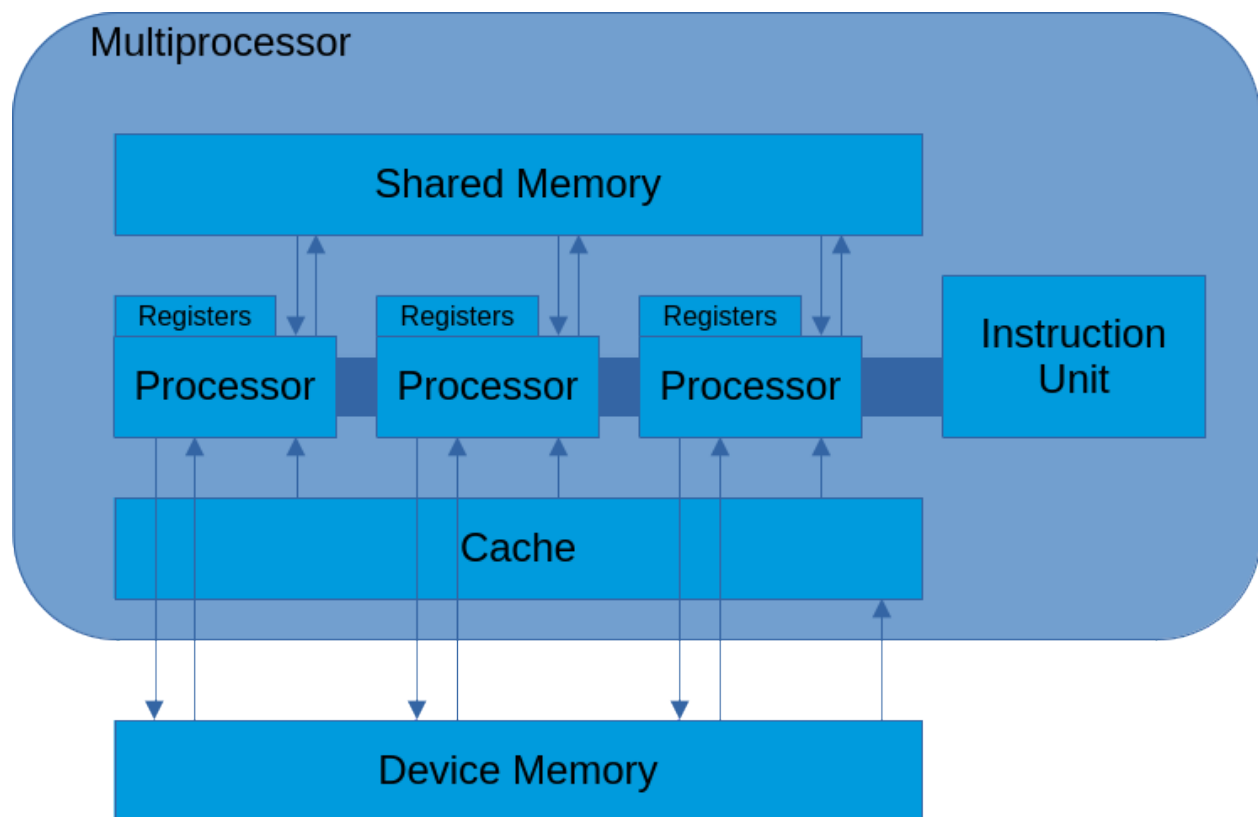 Multiprocessor
Shared Memory
Registers
Registers
Registers
Processor
Processor
Processor
Instruction
Unit
Cache
Device Memory